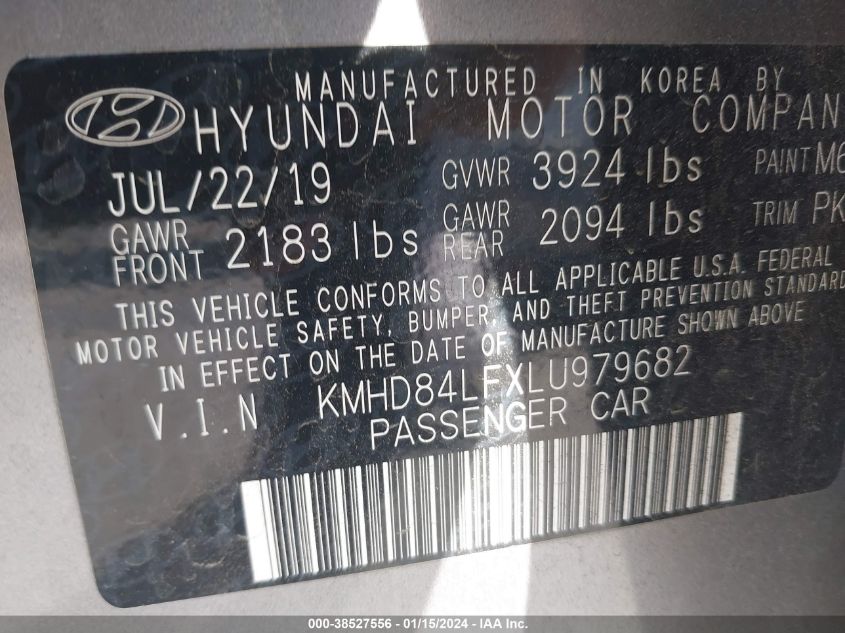 MANUFACTURED IN KOREA BY
HYUNDAI MOTOR COMPAN
JUL/22/19 GVWR 3924 lbs PAINT M6
GAWR FRONT 2183 lbs GAWR REAR 2094 lbs TRIM PK
THIS VEHICLE CONFORMS TO ALL APPLICABLE U.S.A. FEDERAL
MOTOR VEHICLE SAFETY, BUMPER, AND THEFT PREVENTION STANDARD
IN EFFECT ON THE DATE OF MANUFACTURE SHOWN ABOVE
V.I.N KMHD84LFXLU979682
PASSENGER CAR
000-38527556 - 01/15/2024 - IAA Inc.